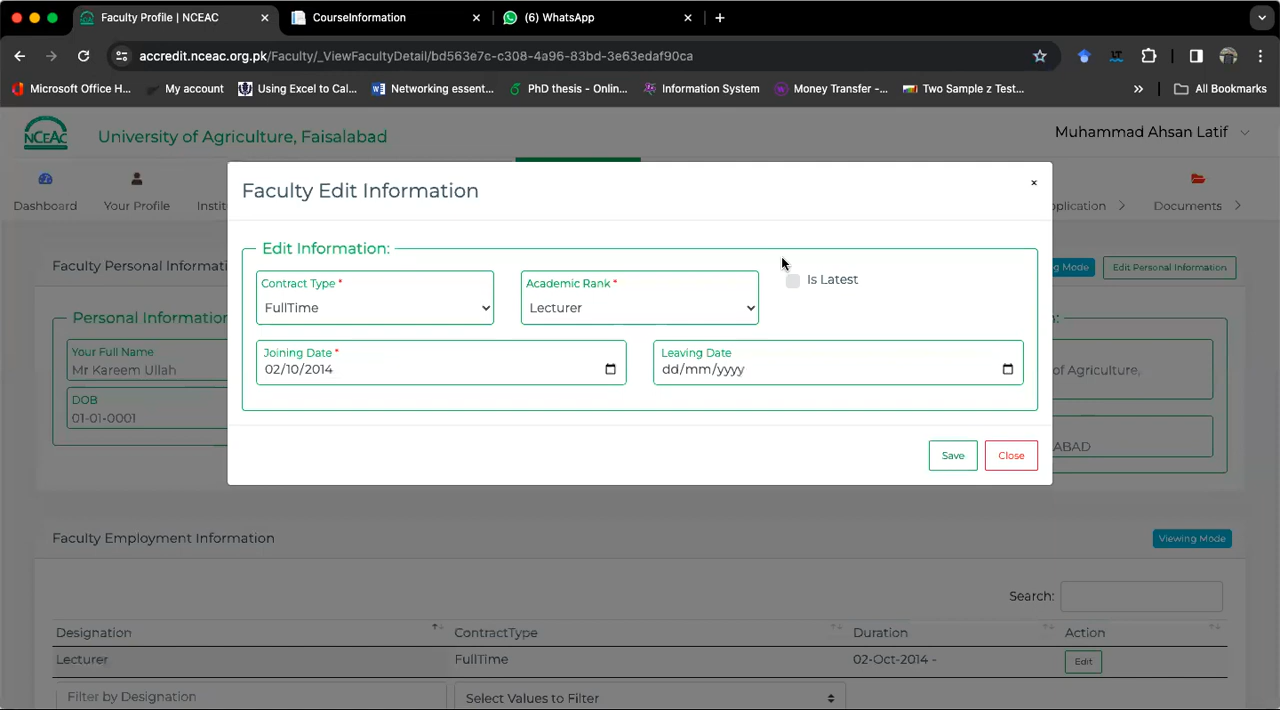 Faculty Profile | NCEAC
CourseInformation
(6) WhatsApp
accredit.nceac.org.pk/Faculty/_ViewFacultyDetail/bd563e7c-c308-4a96-83bd-3e63edaf90ca
Microsoft Office H...
My account
Using Excel to Cal...
Networking essent...
PhD thesis - Onlin...
Information System
Money Transfer -...
Two Sample z Test...
All Bookmarks
NCEAC
University of Agriculture, Faisalabad
Muhammad Ahsan Latif
Dashboard
Your Profile
Instit
plication
Documents
Faculty Edit Information
Edit Information:
Contract Type *
FullTime
Academic Rank *
Lecturer
Is Latest
Joining Date *
02/10/2014
Leaving Date
dd/mm/yyyy
Save
Close
Faculty Personal Informati
g Mode
Edit Personal Information
Personal Information
Your Full Name
Mr Kareem Ullah
DOB
01-01-0001
of Agriculture,
ABAD
Faculty Employment Information
Viewing Mode
Search:
Designation
ContractType
Duration
Action
Lecturer
FullTime
02-Oct-2014 -
Edit
Filter by Designation
Select Values to Filter